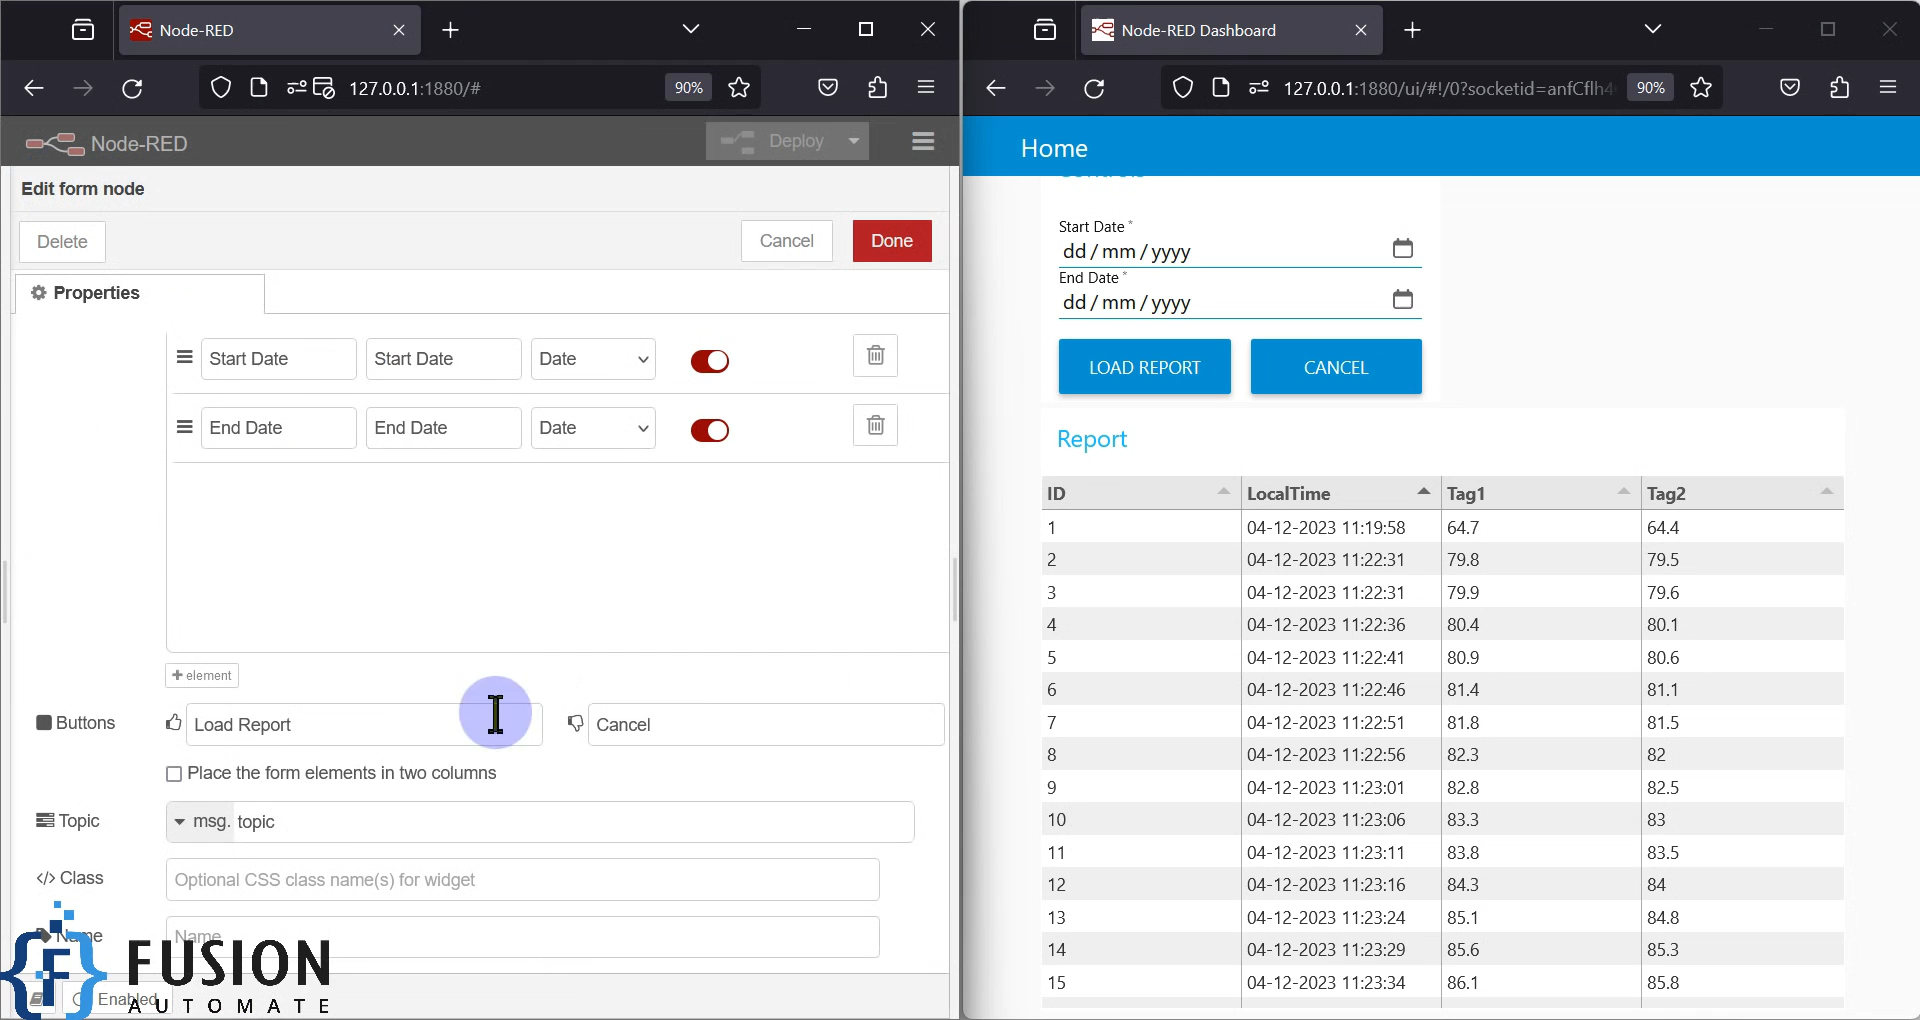 Node-RED
127.0.0.1:1880/#
90%
Node-RED
Deploy
Edit form node
Delete
Cancel
Done
Properties
Start Date
Start Date
Date
End Date
End Date
Date
element
Buttons
Load Report
Cancel
Place the form elements in two columns
Topic
msg. topic
</> Class
Optional CSS class name(s) for widget
Name
Name
Enabled
FUSION
AUTOMATE
Node-RED Dashboard
127.0.0.1:1880/ui/#!/0?socketid=anfCflh4
90%
Home
Controls
Start Date *
dd/mm/yyyy
End Date *
dd/mm/yyyy
LOAD REPORT
CANCEL
Report
ID LocalTime Tag1 Tag2
1 04-12-2023 11:19:58 64.7 64.4
2 04-12-2023 11:22:31 79.8 79.5
3 04-12-2023 11:22:31 79.9 79.6
4 04-12-2023 11:22:36 80.4 80.1
5 04-12-2023 11:22:41 80.9 80.6
6 04-12-2023 11:22:46 81.4 81.1
7 04-12-2023 11:22:51 81.8 81.5
8 04-12-2023 11:22:56 82.3 82
9 04-12-2023 11:23:01 82.8 82.5
10 04-12-2023 11:23:06 83.3 83
11 04-12-2023 11:23:11 83.8 83.5
12 04-12-2023 11:23:16 84.3 84
13 04-12-2023 11:23:24 85.1 84.8
14 04-12-2023 11:23:29 85.6 85.3
15 04-12-2023 11:23:34 86.1 85.8